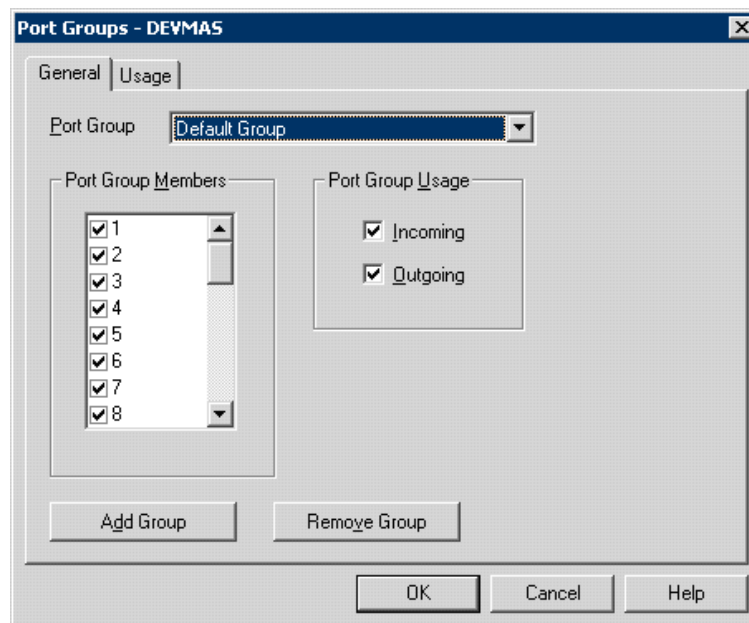 Port Groups - DEVMAS
General Usage
Port Group Default Group
Port Group Members Port Group Usage
1
2
3
4
5
6
7
8
Incoming
Outgoing
Add Group Remove Group
OK Cancel Help